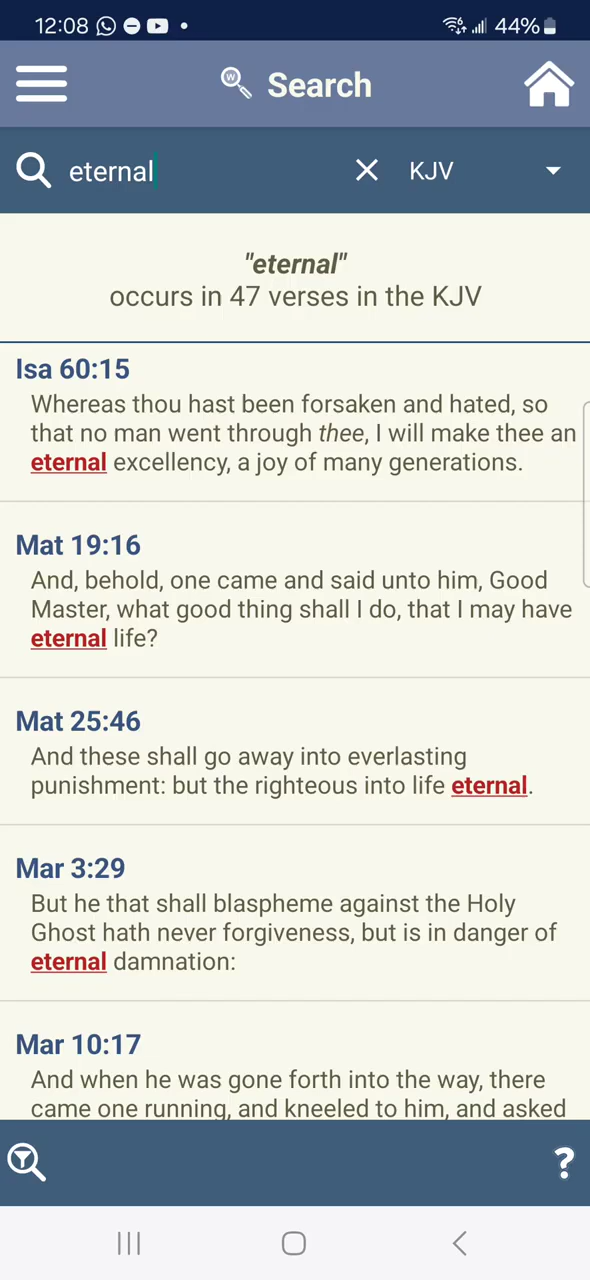 12:08 44%
Search
eternal KJV
"eternal"
occurs in 47 verses in the KJV
Isa 60:15
Whereas thou hast been forsaken and hated, so
that no man went through thee, I will make thee an
eternal excellency, a joy of many generations.
Mat 19:16
And, behold, one came and said unto him, Good
Master, what good thing shall I do, that I may have
eternal life?
Mat 25:46
And these shall go away into everlasting
punishment: but the righteous into life eternal.
Mar 3:29
But he that shall blaspheme against the Holy
Ghost hath never forgiveness, but is in danger of
eternal damnation:
Mar 10:17
And when he was gone forth into the way, there
came one running, and kneeled to him, and asked
?